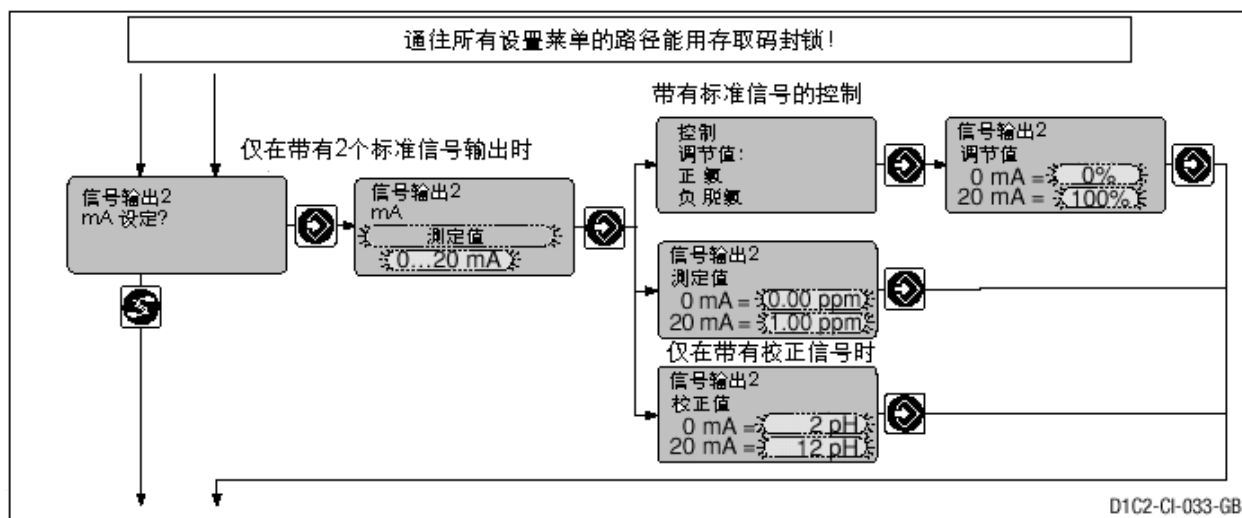 通往所有设置菜单的路径能用存取码封锁!
带有标准信号的控制
仅在带有2个标准信号输出时
信号输出2
mA 设定?
信号输出2
mA
测定值
0...20 mA
控制
调节值:
正 氯
负 脱氯
信号输出2
调节值
0 mA = 0%
20 mA = 100%
信号输出2
测定值
0 mA = 0.00 ppm
20 mA = 1.00 ppm
仅在带有校正信号时
信号输出2
校正值
0 mA = 2 pH
20 mA = 12 pH
D1C2-CI-033-GB